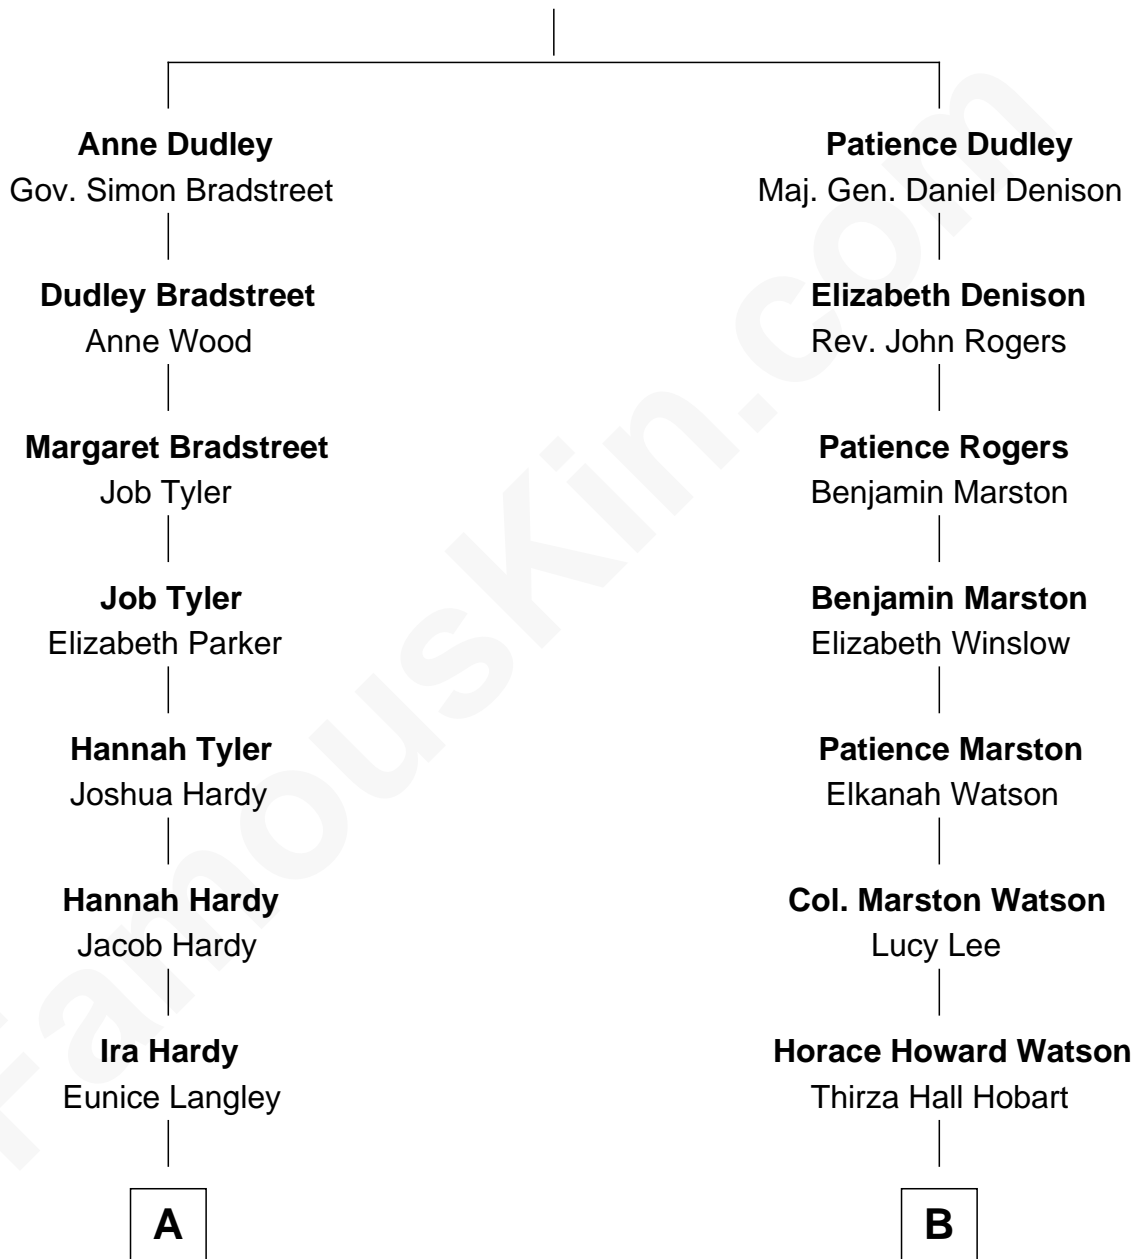 Anne Dudley
Gov. Simon Bradstreet
Patience Dudley
Maj. Gen. Daniel Denison
Dudley Bradstreet
Anne Wood
Elizabeth Denison
Rev. John Rogers
Margaret Bradstreet
Job Tyler
Patience Rogers
Benjamin Marston
Job Tyler
Elizabeth Parker
Benjamin Marston
Elizabeth Winslow
Hannah Tyler
Joshua Hardy
Patience Marston
Elkanah Watson
Hannah Hardy
Jacob Hardy
Col. Marston Watson
Lucy Lee
Ira Hardy
Eunice Langley
Horace Howard Watson
Thirza Hall Hobart
A
B
FamousKin.com